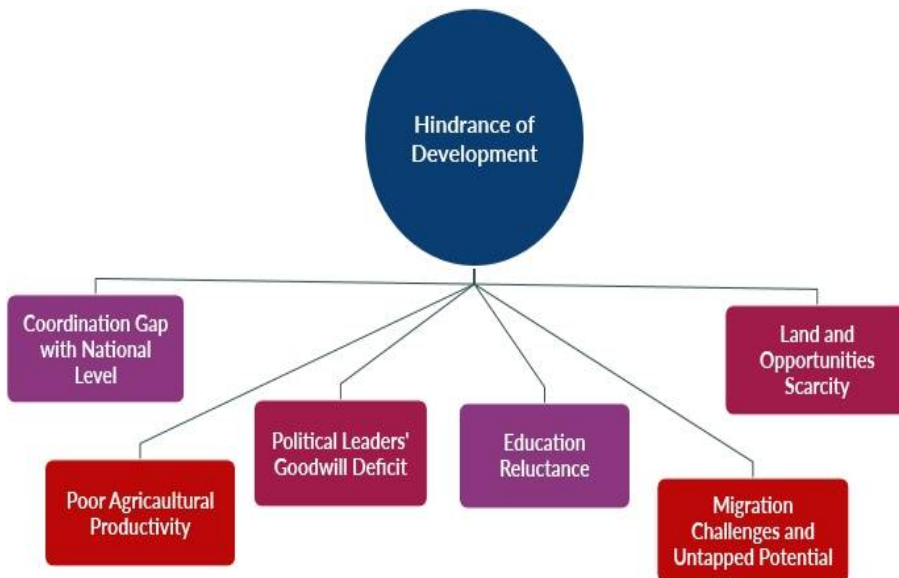 Hindrance of
Development
Coordination Gap
with National
Level
Land and
Opportunities
Scarcity
Political Leaders'
Goodwill Deficit
Education
Reluctance
Poor Agricaultural
Productivity
Migration
Challenges and
Untapped Potential